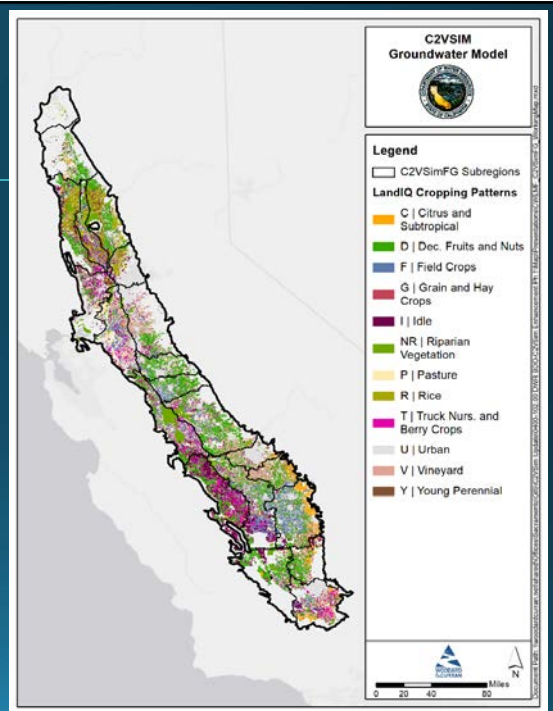 C2VSIM
Groundwater Model
Legend
C2VSimFG Subregions
LandIQ Cropping Patterns
C | Citrus and
Subtropical
D | Dec. Fruits and Nuts
F | Field Crops
G | Grain and Hay
Crops
I | Idle
NR | Riparian
Vegetation
P | Pasture
R | Rice
T | Truck Nurs. and
Berry Crops
U | Urban
V | Vineyard
Y | Young Perennial
WOODARD
&CURRAN
N
Miles
0 20 40 80